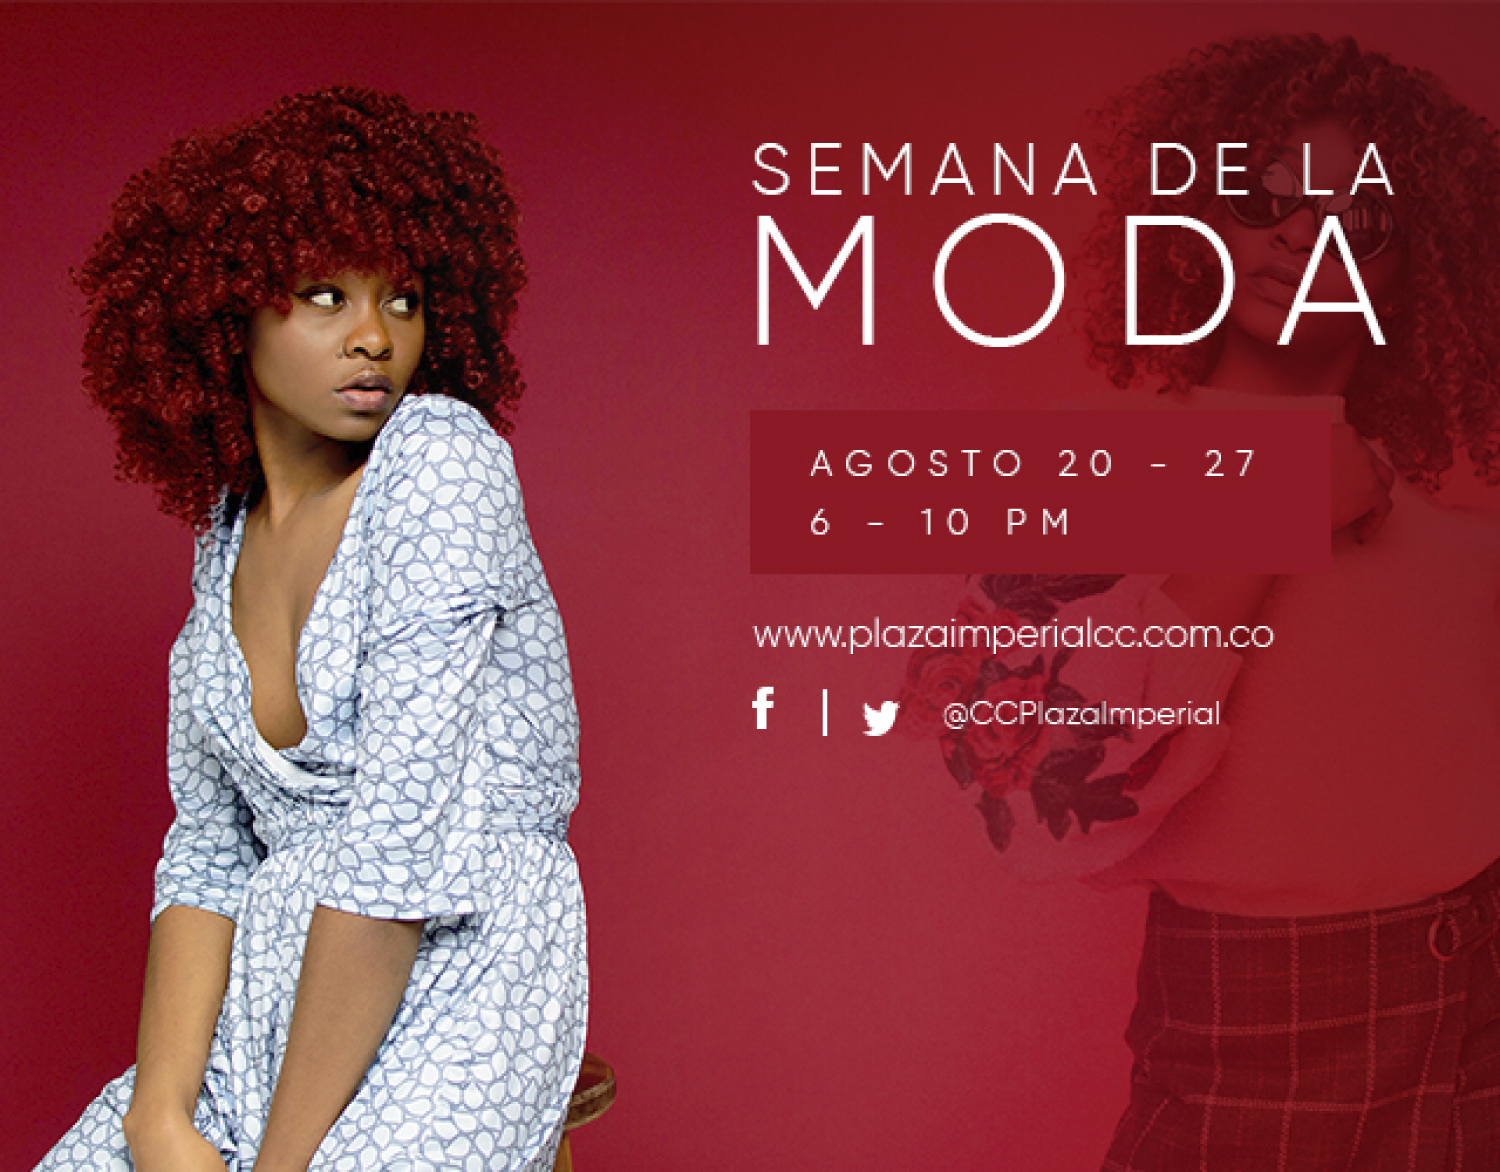 SEMANA DE LA
MODA
AGOSTO 20 - 27
6 - 10 PM
www.plazaimperialcc.com.co
f | @CCPlazaImperial